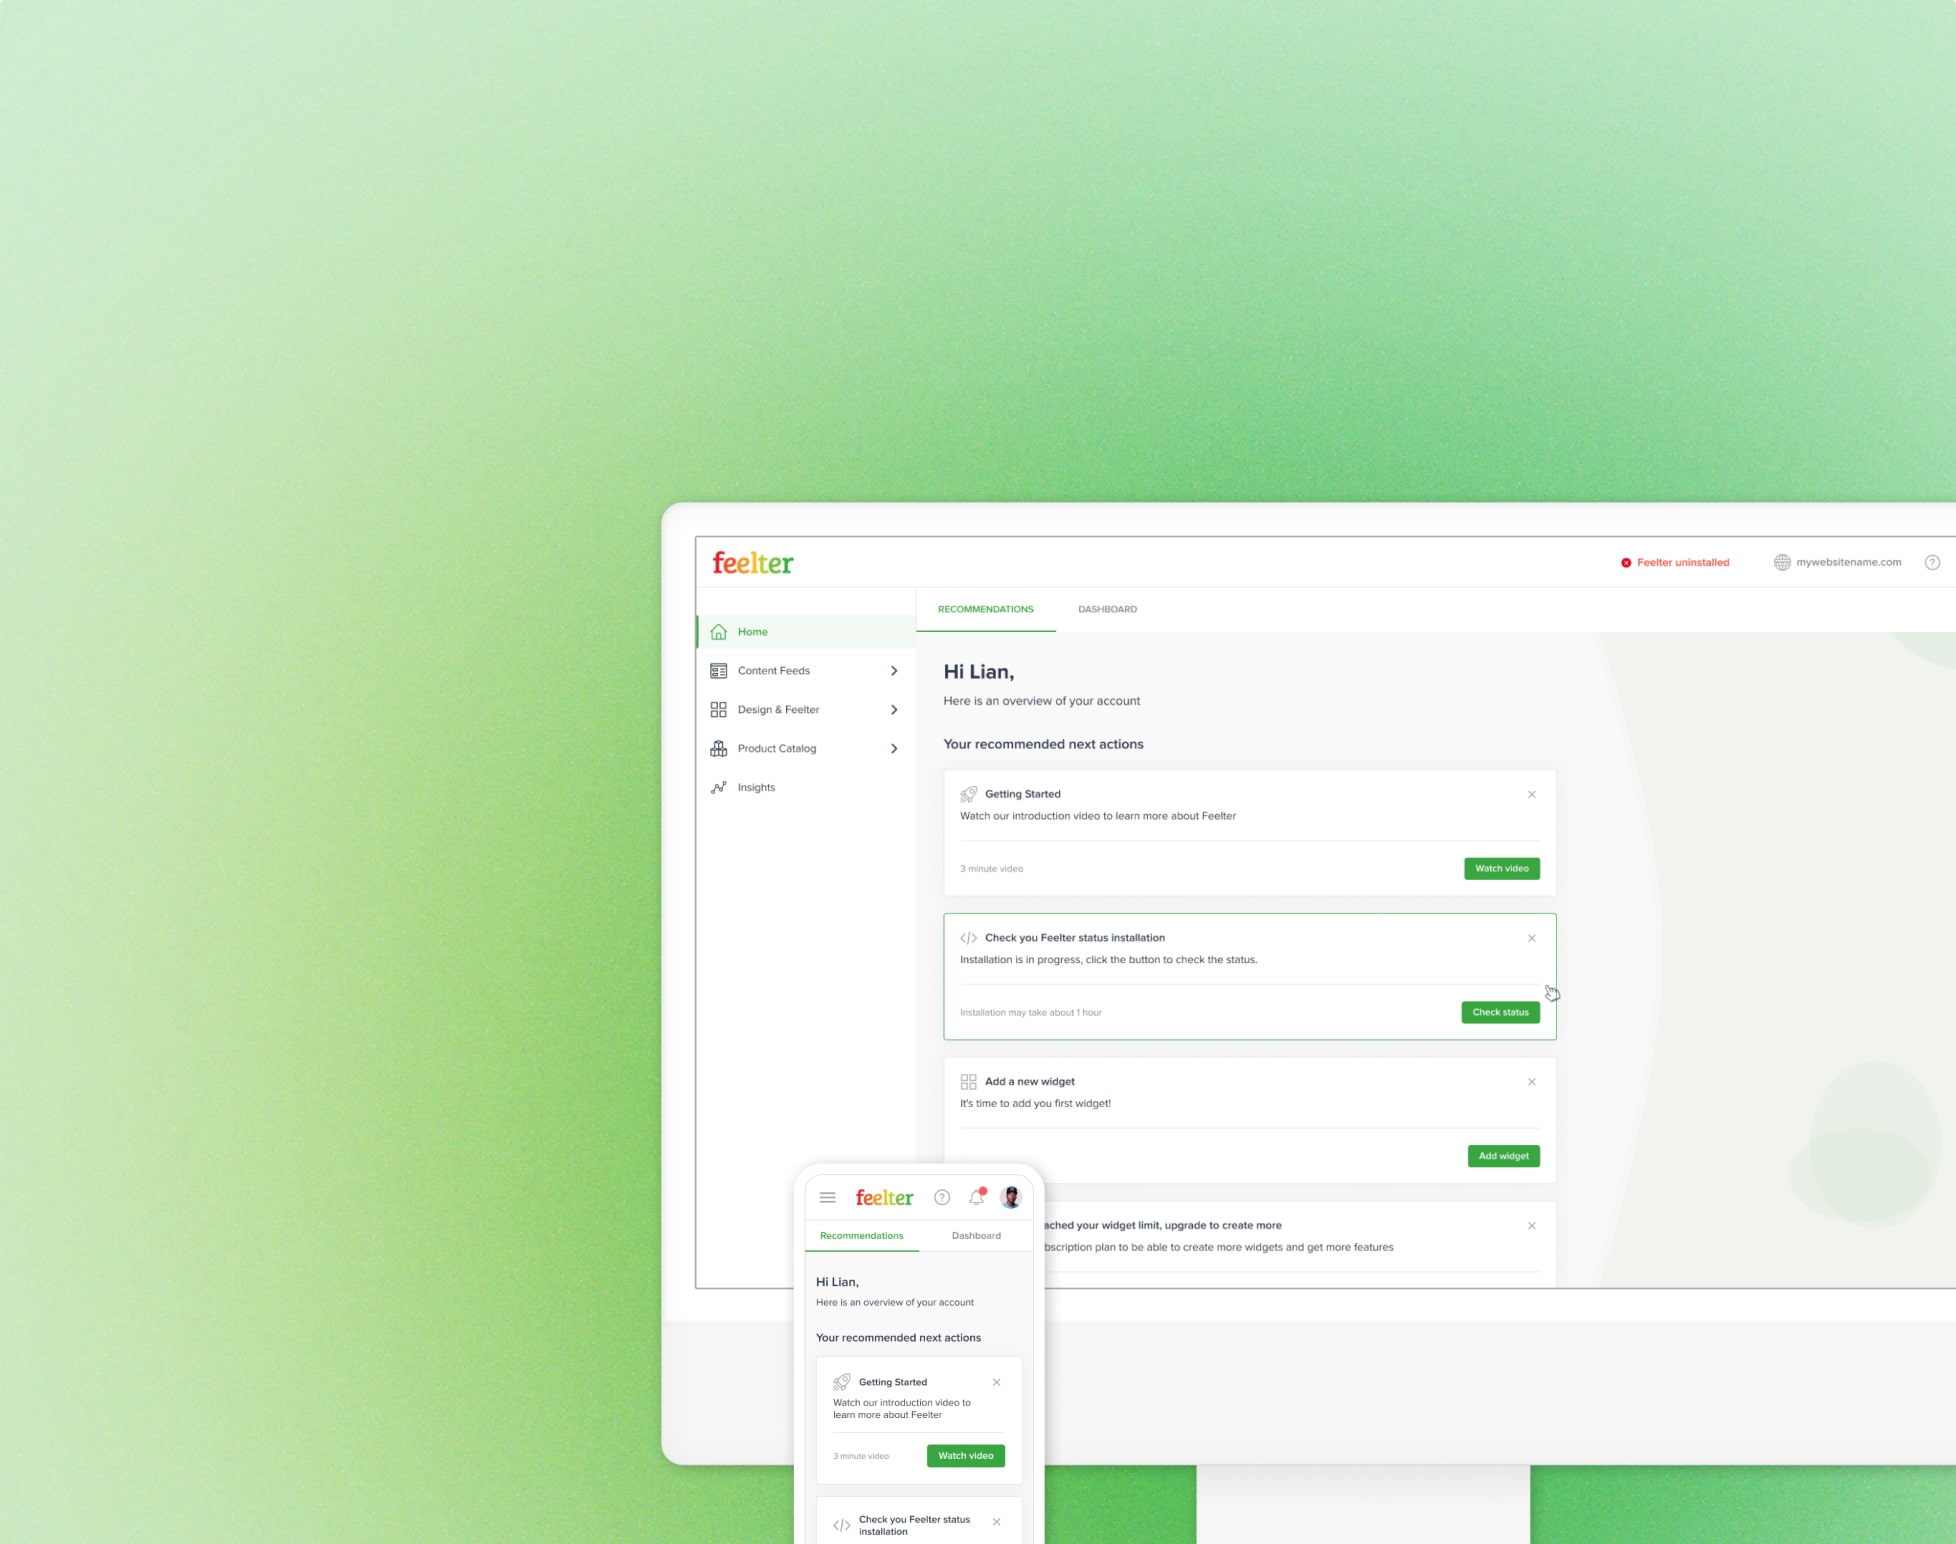 feelter
Feelter uninstalled
mywebsitename.com
RECOMMENDATIONS
DASHBOARD
Home
Content Feeds
Design & Feelter
Product Catalog
Insights
Hi Lian,
Here is an overview of your account
Your recommended next actions
Getting Started
Watch our introduction video to learn more about Feelter
3 minute video
Watch video
Check you Feelter status installation
Installation is in progress, click the button to check the status.
Installation may take about 1 hour
Check status
Add a new widget
It's time to add you first widget!
Add widget
ached your widget limit, upgrade to create more
bscription plan to be able to create more widgets and get more features
feelter
Recommendations
Dashboard
Hi Lian,
Here is an overview of your account
Your recommended next actions
Getting Started
Watch our introduction video to
learn more about Feelter
3 minute video
Watch video
Check you Feelter status
installation